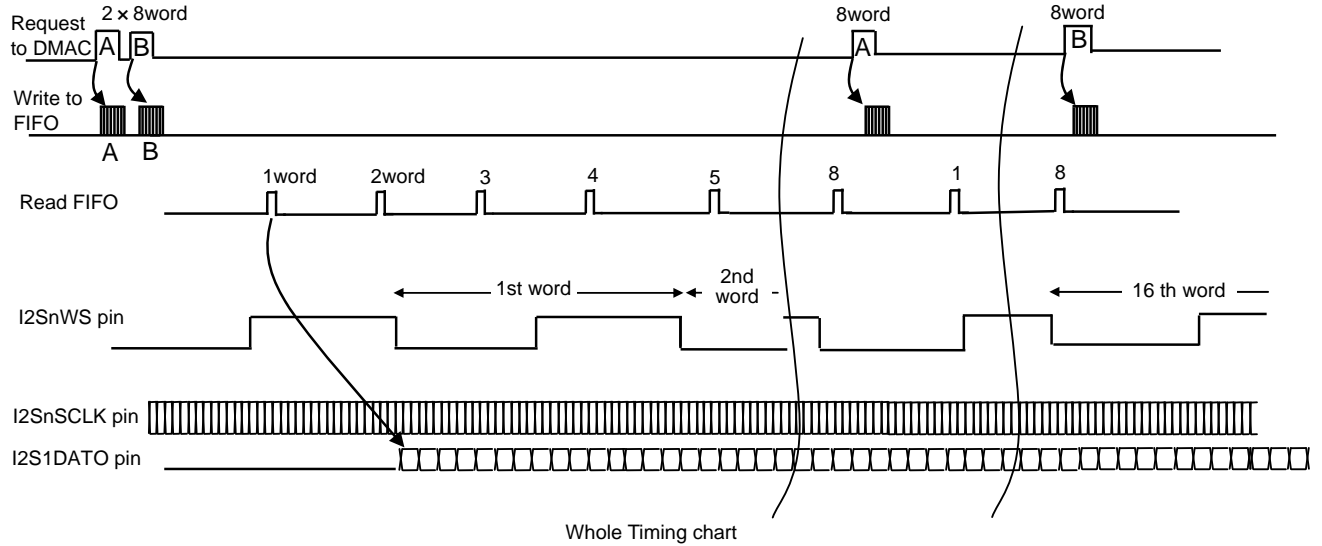 Request
to DMAC
2 × 8word
A
B
8word
A
8word
B
Write to
FIFO
A
B
Read FIFO
1word
2word
3
4
5
8
1
8
I2SnWS pin
1st word
2nd
word
16 th word
I2SnSCLK pin
I2S1DATO pin
Whole Timing chart